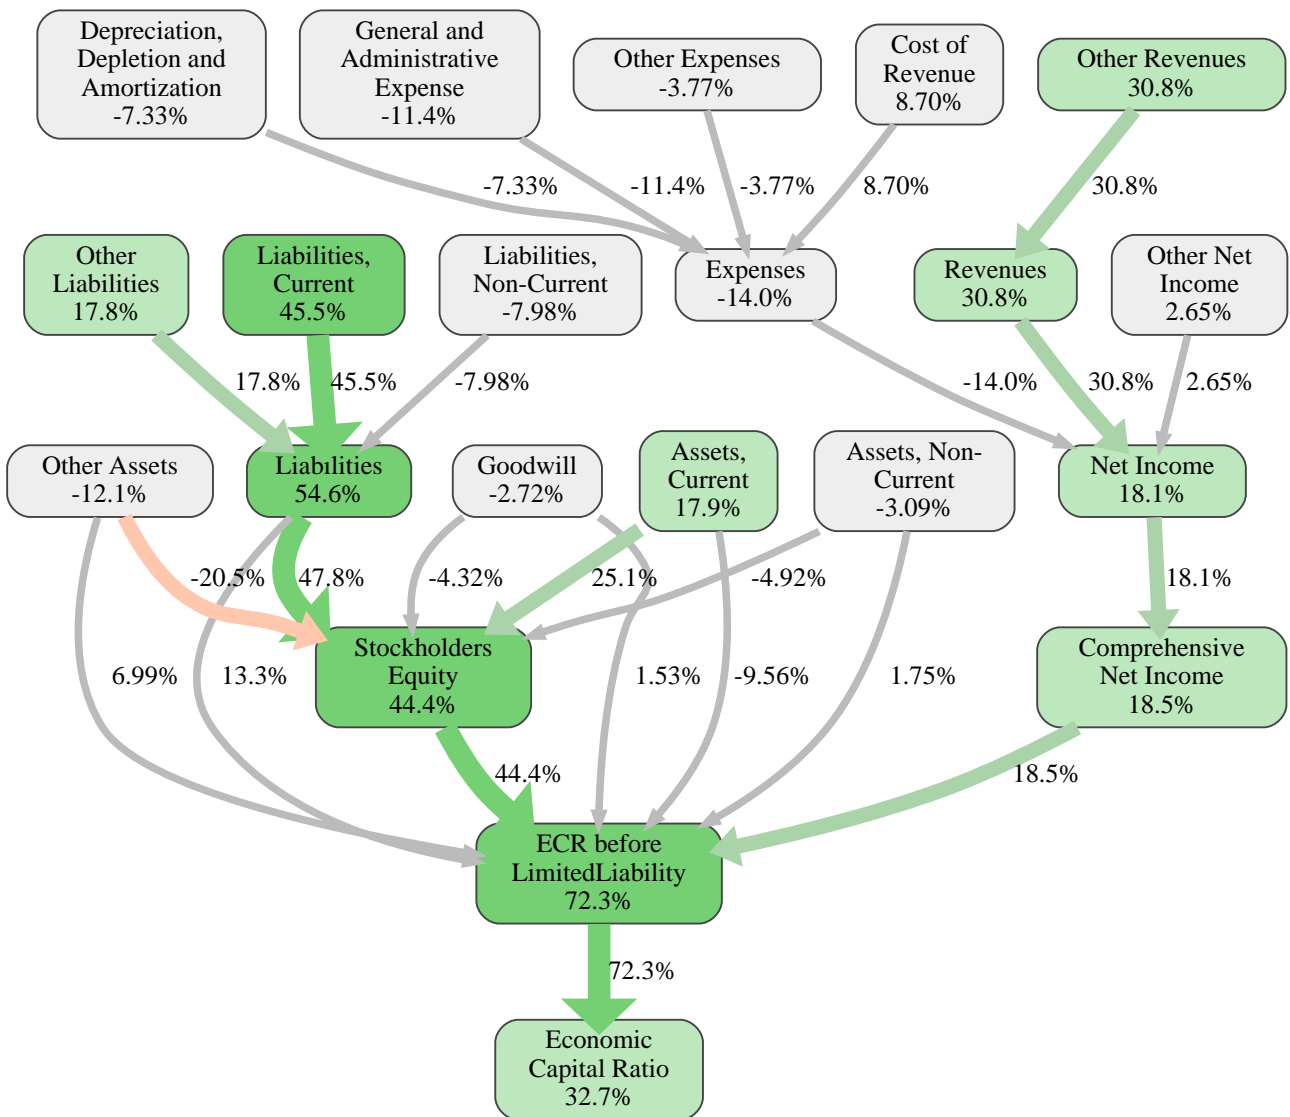 Depreciation,
Depletion and
Amortization
-7.33%
General and
Administrative
Expense
-11.4%
Other Expenses
-3.77%
Cost of
Revenue
8.70%
Other Revenues
30.8%
-7.33%
-11.4%
-3.77%
8.70%
30.8%
Other
Liabilities
17.8%
Liabilities,
Current
45.5%
Liabilities,
Non-Current
-7.98%
Expenses
-14.0%
Revenues
30.8%
Other Net
Income
2.65%
17.8%
45.5%
-7.98%
-14.0%
30.8%
2.65%
Other Assets
-12.1%
Liabilities
54.6%
Goodwill
-2.72%
Assets,
Current
17.9%
Assets, Non-
Current
-3.09%
Net Income
18.1%
-20.5%
47.8%
-4.32%
25.1%
-4.92%
18.1%
6.99%
13.3%
Stockholders
Equity
44.4%
1.53%
-9.56%
1.75%
Comprehensive
Net Income
18.5%
44.4%
18.5%
ECR before
LimitedLiability
72.3%
72.3%
Economic
Capital Ratio
32.7%